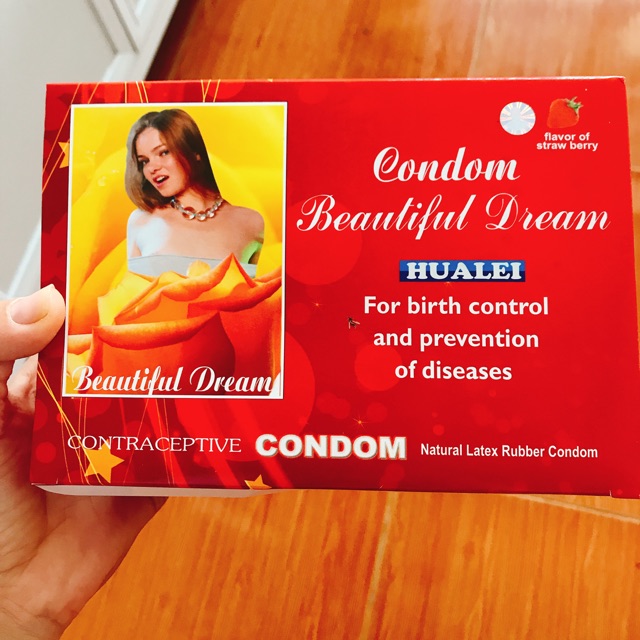 flavor of
straw berry
Condom
Beautiful Dream
HUALEI
For birth control
and prevention
of diseases
Beautiful Dream
CONTRACEPTIVE CONDOM Natural Latex Rubber Condom